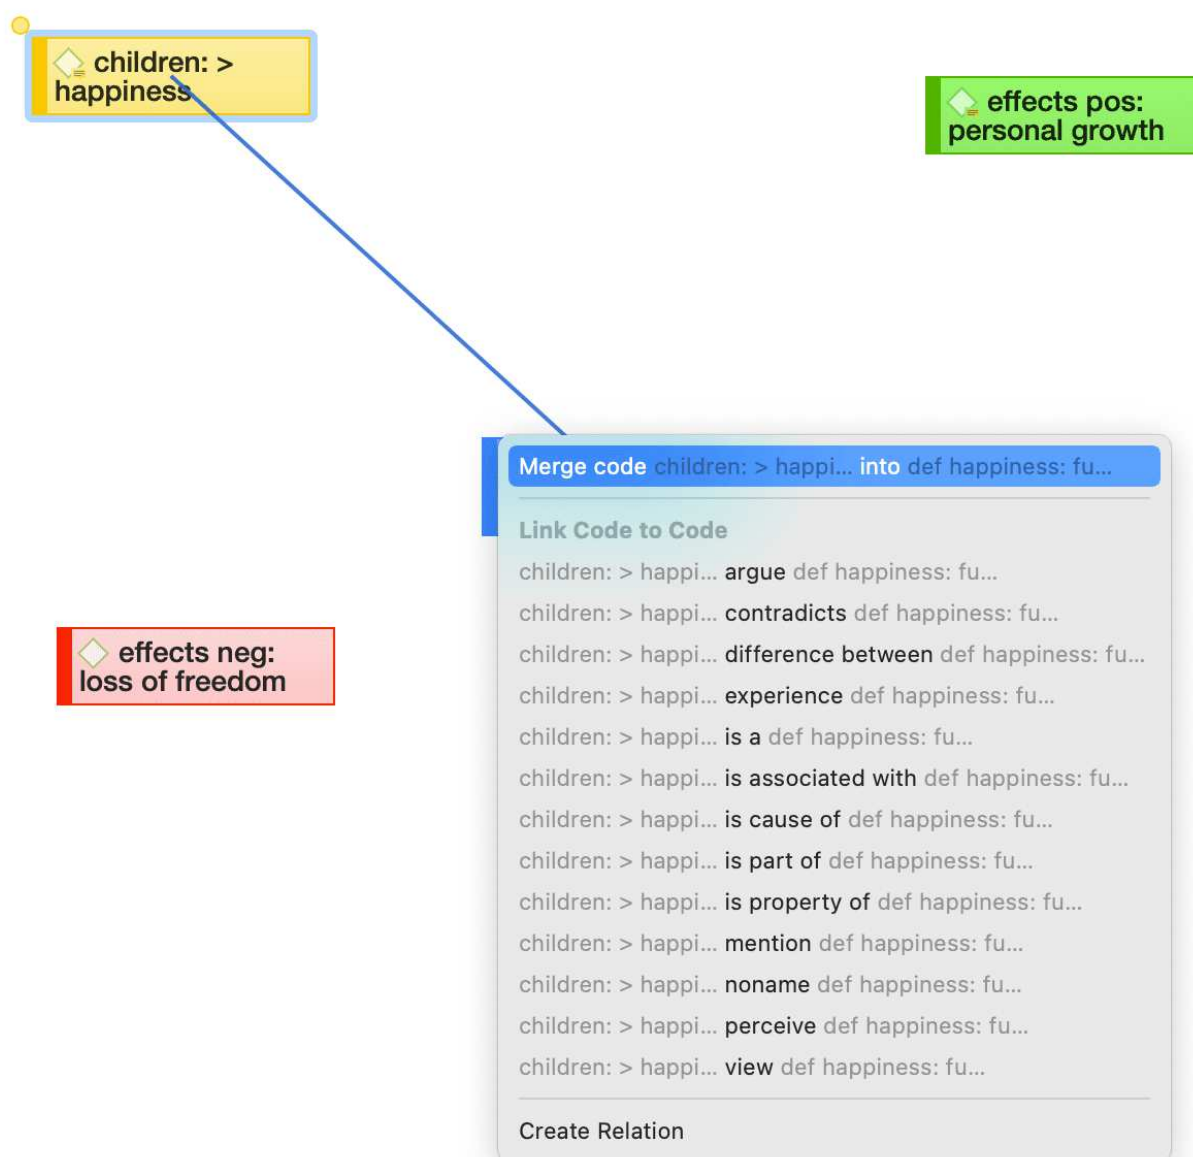 children: >
happiness
effects pos:
personal growth
Merge code children: > happi... into def happiness: fu...
Link Code to Code
children: > happi... argue def happiness: fu...
children: > happi... contradicts def happiness: fu...
children: > happi... difference between def happiness: fu...
children: > happi... experience def happiness: fu...
effects neg:
loss of freedom
children: > happi... is a def happiness: fu...
children: > happi... is associated with def happiness: fu...
children: > happi... is cause of def happiness: fu...
children: > happi... is part of def happiness: fu...
children: > happi... is property of def happiness: fu...
children: > happi... mention def happiness: fu...
children: > happi... noname def happiness: fu...
children: > happi... perceive def happiness: fu...
children: > happi... view def happiness: fu...
Create Relation